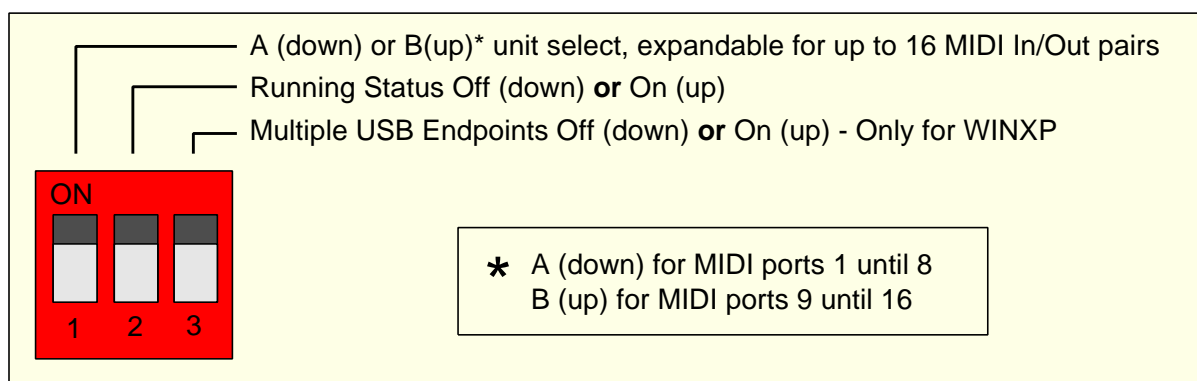 A (down) or B(up)* unit select, expandable for up to 16 MIDI In/Out pairs
Running Status Off (down) or On (up)
Multiple USB Endpoints Off (down) or On (up) - Only for WINXP
ON
1 2 3
* A (down) for MIDI ports 1 until 8
B (up) for MIDI ports 9 until 16